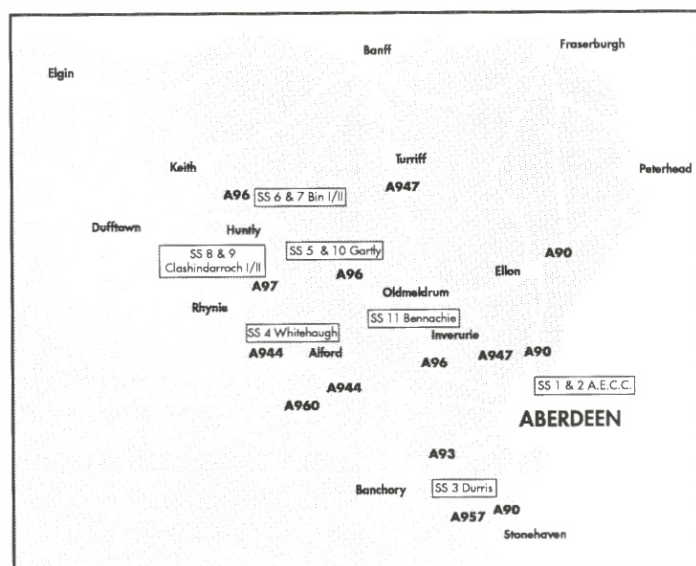 Banff
Fraserburgh
Elgin
Keith
Turriff
Peterhead
A96
SS 6 & 7 Bin I/II
A947
Dufftown
Huntly
SS 8 & 9
Clashindarroch I/II
SS 5 & 10 Gartly
A90
Ellon
A97
A96
Oldmeldrum
Rhynie
SS 11 Bennachie
SS 4 Whitehaugh
Inverurie
A944
Alford
A96
A947
A90
A944
SS 1 & 2 A.E.C.C.
A960
ABERDEEN
A93
Banchory
SS 3 Durris
A957
A90
Stonehaven